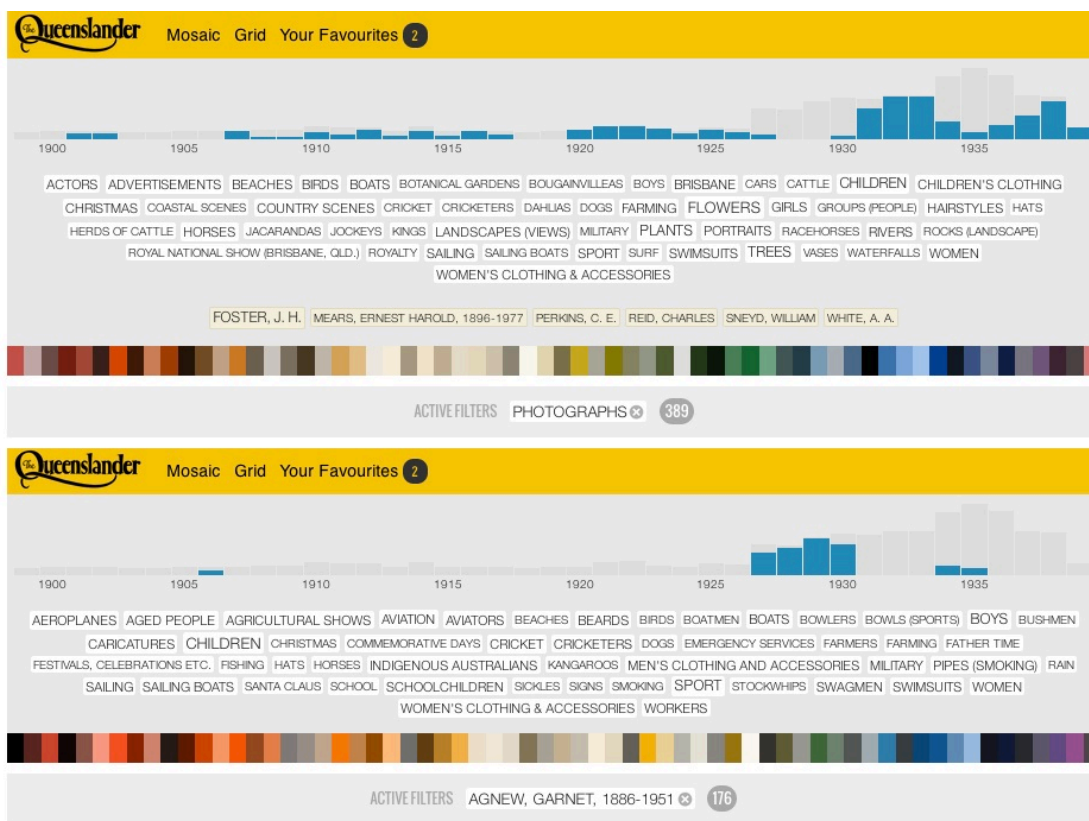 The Queenslander Mosaic Grid Your Favourites 2
1900 1905 1910 1915 1920 1925 1930 1935
ACTORS ADVERTISEMENTS BEACHES BIRDS BOATS BOTANICAL GARDENS BOUGAINVILLEAS BOYS BRISBANE CARS CATTLE CHILDREN CHILDREN'S CLOTHING
CHRISTMAS COASTAL SCENES COUNTRY SCENES CRICKET CRICKETERS DAHLIAS DOGS FARMING FLOWERS GIRLS GROUPS (PEOPLE) HAIRSTYLES HATS
HERDS OF CATTLE HORSES JACARANDAS JOCKEYS KINGS LANDSCAPES (VIEWS) MILITARY PLANTS PORTRAITS RACEHORSES RIVERS ROCKS (LANDSCAPE)
ROYAL NATIONAL SHOW (BRISBANE, QLD.) ROYALTY SAILING SAILING BOATS SPORT SURF SWIMSUITS TREES VASES WATERFALLS WOMEN
WOMEN'S CLOTHING & ACCESSORIES
FOSTER, J. H. MEARS, ERNEST HAROLD, 1896-1977 PERKINS, C. E. REID, CHARLES SNEYD, WILLIAM WHITE, A. A.
ACTIVE FILTERS PHOTOGRAPHS 389
The Queenslander Mosaic Grid Your Favourites 2
1900 1905 1910 1915 1920 1925 1930 1935
AEROPLANES AGED PEOPLE AGRICULTURAL SHOWS AVIATION AVIATORS BEACHES BEARDS BIRDS BOATMEN BOATS BOWLERS BOWLS (SPORTS) BOYS BUSHMEN
CARICATURES CHILDREN CHRISTMAS COMMEMORATIVE DAYS CRICKET CRICKETERS DOGS EMERGENCY SERVICES FARMERS FARMING FATHER TIME
FESTIVALS, CELEBRATIONS ETC. FISHING HATS HORSES INDIGENOUS AUSTRALIANS KANGAROOS MEN'S CLOTHING AND ACCESSORIES MILITARY PIPES (SMOKING) RAIN
SAILING SAILING BOATS SANTA CLAUS SCHOOL SCHOOLCHILDREN SICKLES SIGNS SMOKING SPORT STOCKWHIPS SWAGMEN SWIMSUITS WOMEN
WOMEN'S CLOTHING & ACCESSORIES WORKERS
ACTIVE FILTERS AGNEW, GARNET, 1886-1951 176